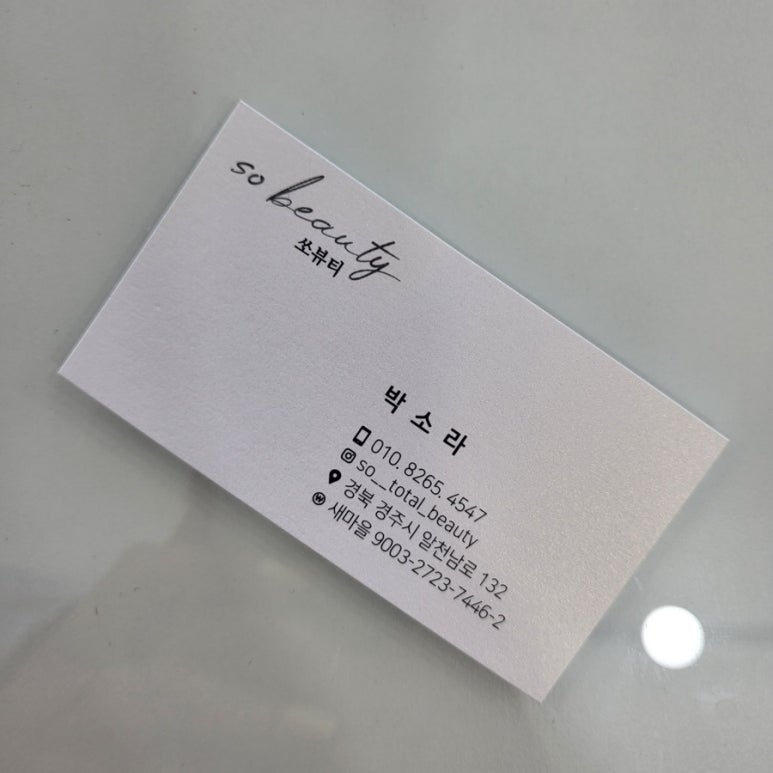 so beauty
쏘뷰티
박소라
010. 8265. 4547
so__total_beauty
경북 경주시 알천남로 132
새마을 9003-2723-7446-2